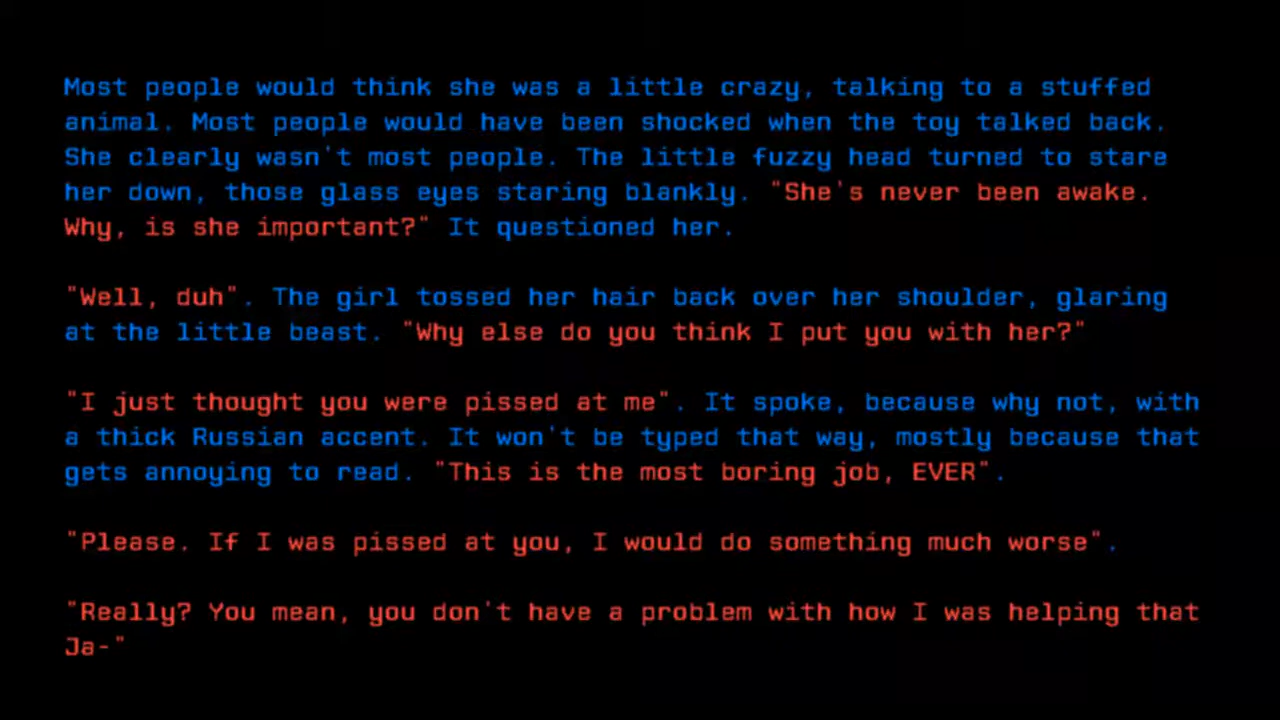 Most people would think she was a little crazy, talking to a stuffed
animal. Most people would have been shocked when the toy talked back.
She clearly wasn't most people. The little fuzzy head turned to stare
her down, those glass eyes staring blankly. "She's never been awake.
Why, is she important?" It questioned her.
"Well, duh". The girl tossed her hair back over her shoulder, glaring
at the little beast. "Why else do you think I put you with her?"
"I just thought you were pissed at me". It spoke, because why not, with
a thick Russian accent. It won't be typed that way, mostly because that
gets annoying to read. "This is the most boring job, EVER".
"Please. If I was pissed at you, I would do something much worse".
"Really? You mean, you don't have a problem with how I was helping that
Ja-"